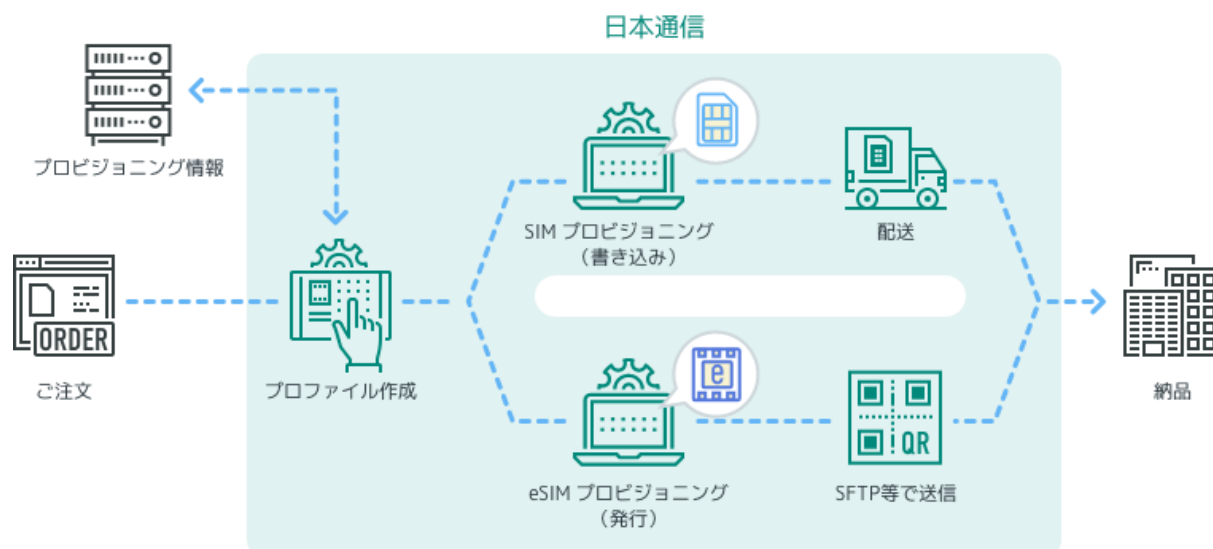 日本通信
プロビジョニング情報
SIM プロビジョニング
（書き込み）
配送
ORDER
ご注文
プロファイル作成
納品
e
QR
eSIM プロビジョニング
（発行）
SFTP等で送信